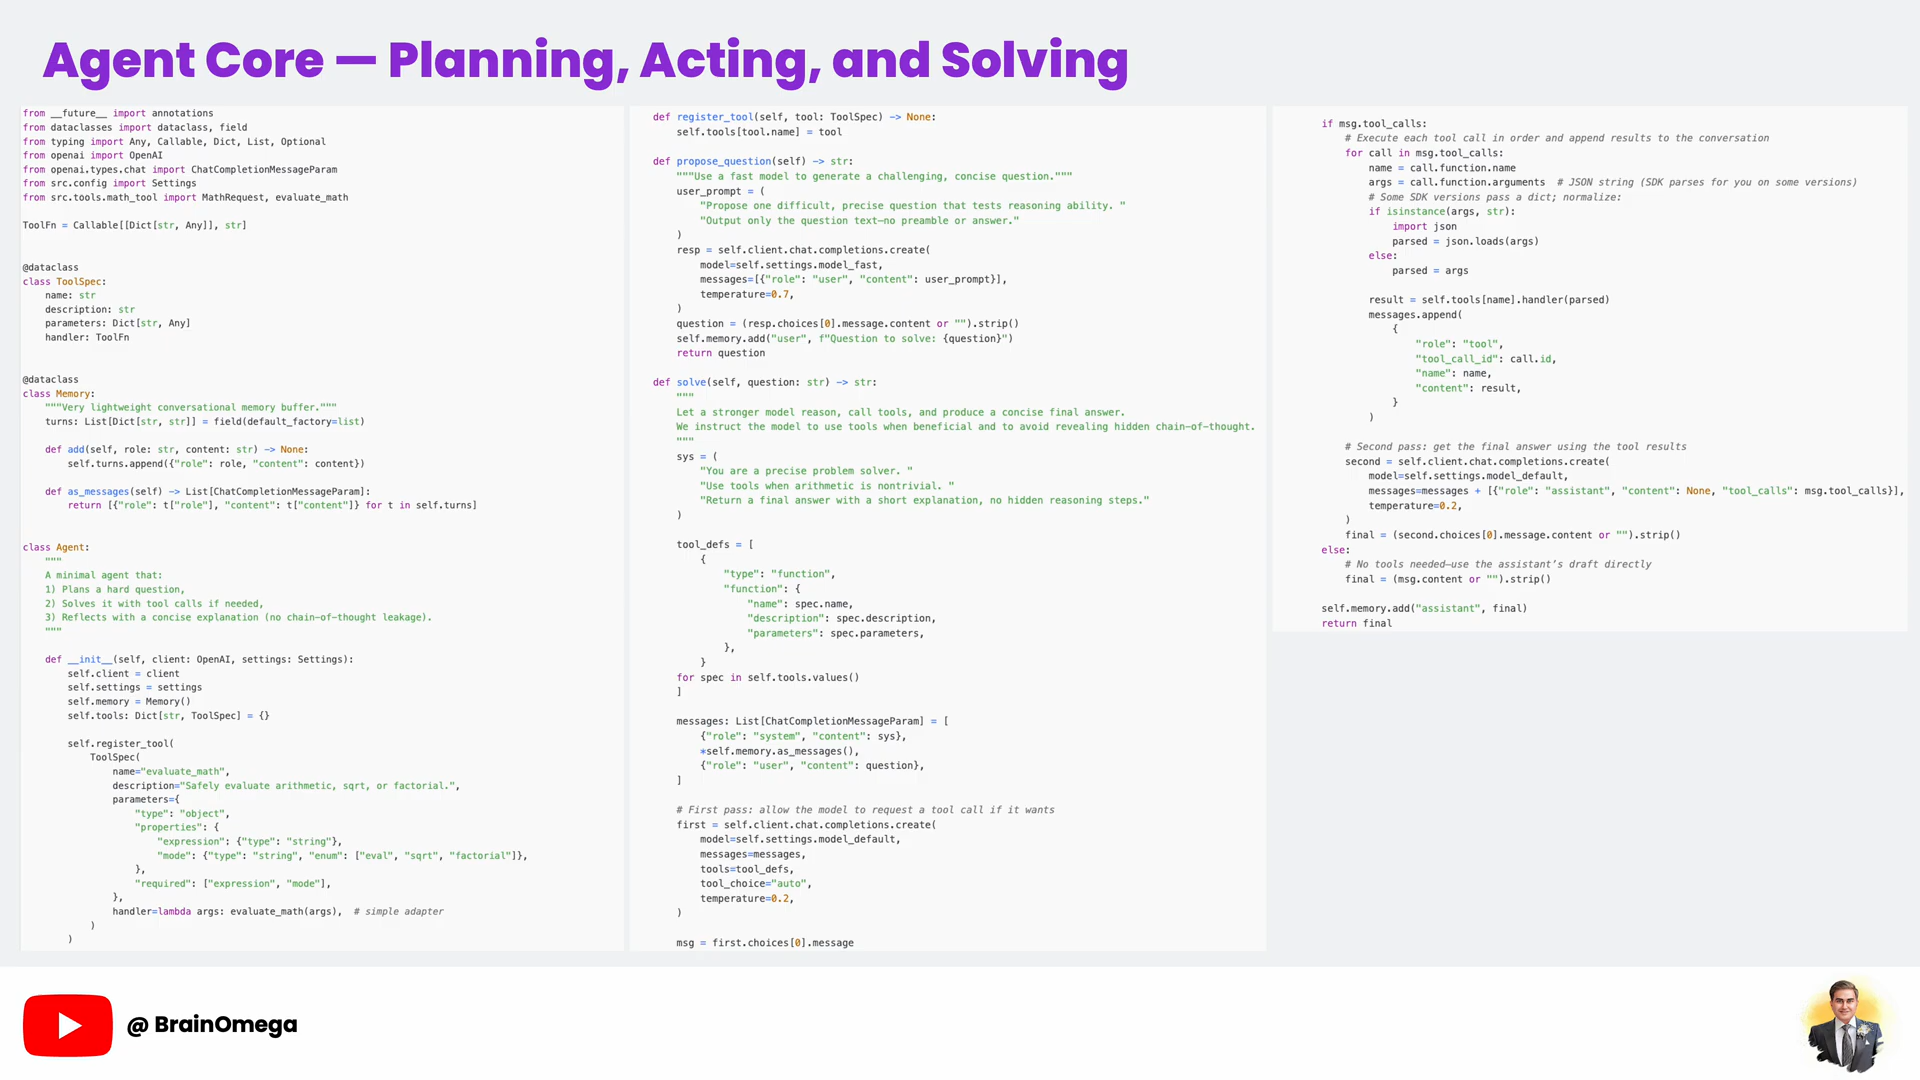 Agent Core — Planning, Acting, and Solving
from __future__ import annotations
from dataclasses import dataclass, field
from typing import Any, Callable, Dict, List, Optional
from openai import OpenAI
from openai.types.chat import ChatCompletionMessageParam
from src.config import Settings
from src.tools.math_tool import MathRequest, evaluate_math

ToolFn = Callable[[Dict[str, Any]], str]

@dataclass
class ToolSpec:
    name: str
    description: str
    parameters: Dict[str, Any]
    handler: ToolFn

@dataclass
class Memory:
    """Very lightweight conversational memory buffer."""
    turns: List[Dict[str, str]] = field(default_factory=list)

    def add(self, role: str, content: str) -> None:
        self.turns.append({"role": role, "content": content})

    def as_messages(self) -> List[ChatCompletionMessageParam]:
        return [{"role": t["role"], "content": t["content"]} for t in self.turns]

class Agent:
    """
    A minimal agent that:
    1) Plans a hard question,
    2) Solves it with tool calls if needed,
    3) Reflects with a concise explanation (no chain-of-thought leakage).
    """

    def __init__(self, client: OpenAI, settings: Settings):
        self.client = client
        self.settings = settings
        self.memory = Memory()
        self.tools: Dict[str, ToolSpec] = {}

        self.register_tool(
            ToolSpec(
                name="evaluate_math",
                description="Safely evaluate arithmetic, sqrt, or factorial.",
                parameters={
                    "type": "object",
                    "properties": {
                        "expression": {"type": "string"},
                        "mode": {"type": "string", "enum": ["eval", "sqrt", "factorial"]},
                    },
                    "required": ["expression", "mode"],
                },
                handler=lambda args: evaluate_math(args),  # simple adapter
            )
        )

    def register_tool(self, tool: ToolSpec) -> None:
        self.tools[tool.name] = tool

    def propose_question(self) -> str:
        """Use a fast model to generate a challenging, concise question."""
        user_prompt = (
            "Propose one difficult, precise question that tests reasoning ability. "
            "Output only the question text—no preamble or answer."
        )
        resp = self.client.chat.completions.create(
            model=self.settings.model_fast,
            messages=[{"role": "user", "content": user_prompt}],
            temperature=0.7,
        )
        question = (resp.choices[0].message.content or "").strip()
        self.memory.add("user", f"Question to solve: {question}")
        return question

    def solve(self, question: str) -> str:
        """
        Let a stronger model reason, call tools, and produce a concise final answer.
        We instruct the model to use tools when beneficial and to avoid revealing hidden chain-of-thought.
        """
        sys = (
            "You are a precise problem solver. "
            "Use tools when arithmetic is nontrivial. "
            "Return a final answer with a short explanation, no hidden reasoning steps."
        )

        tool_defs = [
            {
                "type": "function",
                "function": {
                    "name": spec.name,
                    "description": spec.description,
                    "parameters": spec.parameters,
                },
            }
        for spec in self.tools.values()
        ]

        messages: List[ChatCompletionMessageParam] = [
            {"role": "system", "content": sys},
            *self.memory.as_messages(),
            {"role": "user", "content": question},
        ]

        # First pass: allow the model to request a tool call if it wants
        first = self.client.chat.completions.create(
            model=self.settings.model_default,
            messages=messages,
            tools=tool_defs,
            tool_choice="auto",
            temperature=0.2,
        )

        msg = first.choices[0].message

        if msg.tool_calls:
            # Execute each tool call in order and append results to the conversation
            for call in msg.tool_calls:
                name = call.function.name
                args = call.function.arguments  # JSON string (SDK parses for you on some versions)
                # Some SDK versions pass a dict; normalize:
                if isinstance(args, str):
                    import json
                    parsed = json.loads(args)
                else:
                    parsed = args

                result = self.tools[name].handler(parsed)
                messages.append(
                    {
                        "role": "tool",
                        "tool_call_id": call.id,
                        "name": name,
                        "content": result,
                    }
                )

            # Second pass: get the final answer using the tool results
            second = self.client.chat.completions.create(
                model=self.settings.model_default,
                messages=messages + [{"role": "assistant", "content": None, "tool_calls": msg.tool_calls}],
                temperature=0.2,
            )
            final = (second.choices[0].message.content or "").strip()
        else:
            # No tools needed—use the assistant’s draft directly
            final = (msg.content or "").strip()

        self.memory.add("assistant", final)
        return final
@ BrainOmega